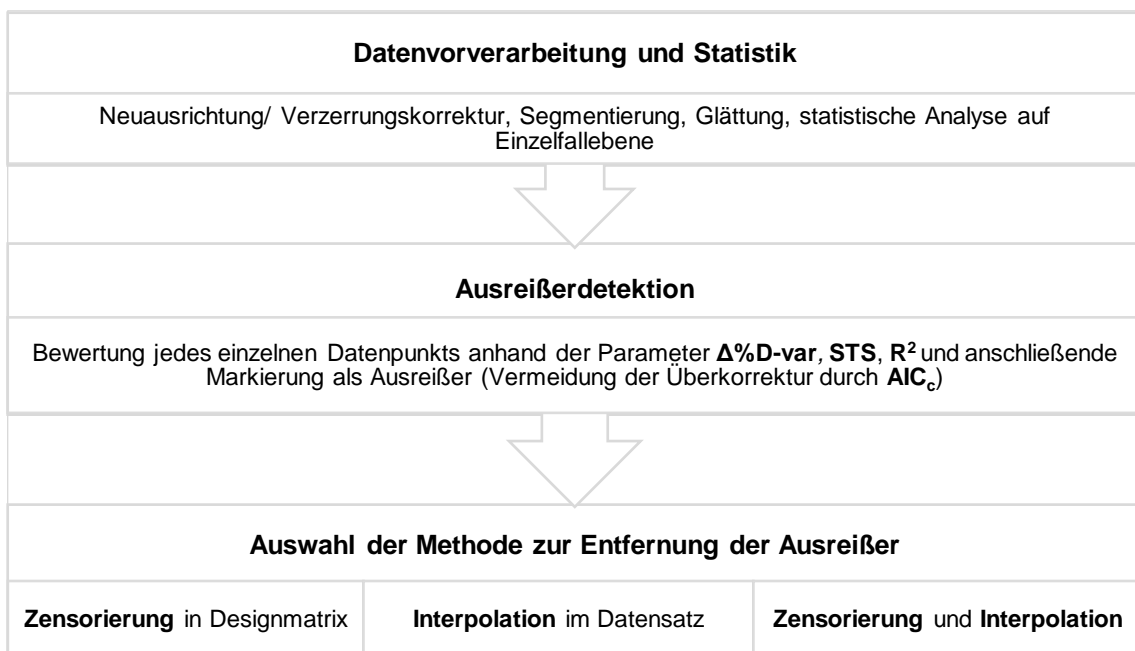 Datenvorverarbeitung und Statistik
Neuausrichtung/ Verzerrungskorrektur, Segmentierung, Glättung, statistische Analyse auf
Einzelfallebene
Ausreißerdetektion
Bewertung jedes einzelnen Datenpunkts anhand der Parameter Δ%D-var, STS, R² und anschließende
Markierung als Ausreißer (Vermeidung der Überkorrektur durch AICc)
Auswahl der Methode zur Entfernung der Ausreißer
Zensorierung in Designmatrix
Interpolation im Datensatz
Zensorierung und Interpolation